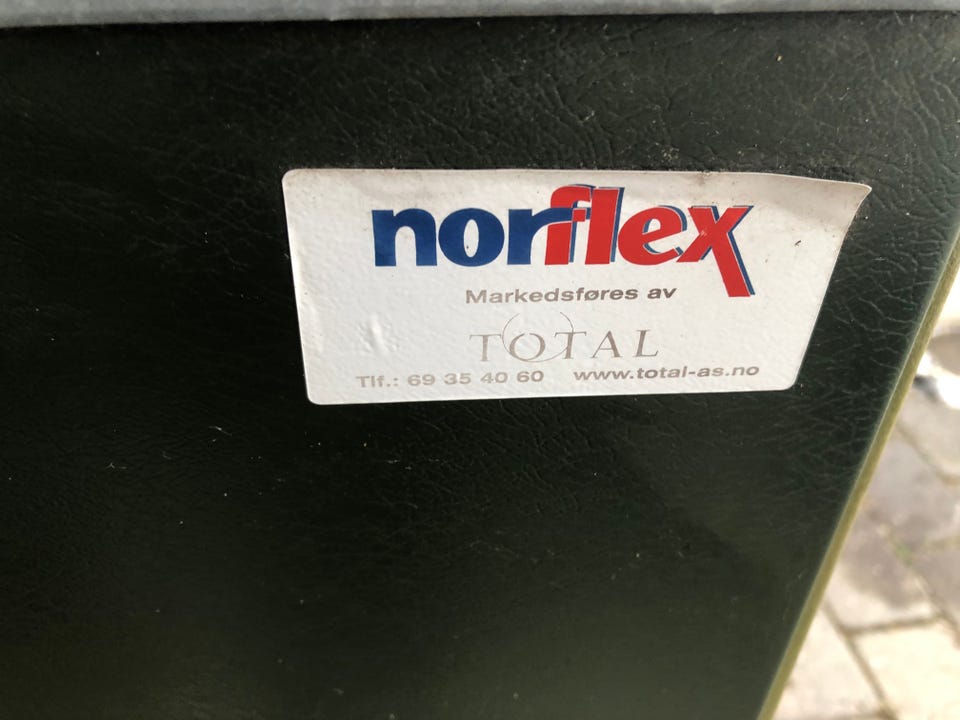 norflex
Markedsføres av
TOTAL
Tlf.: 69 35 40 60 www.total-as.no